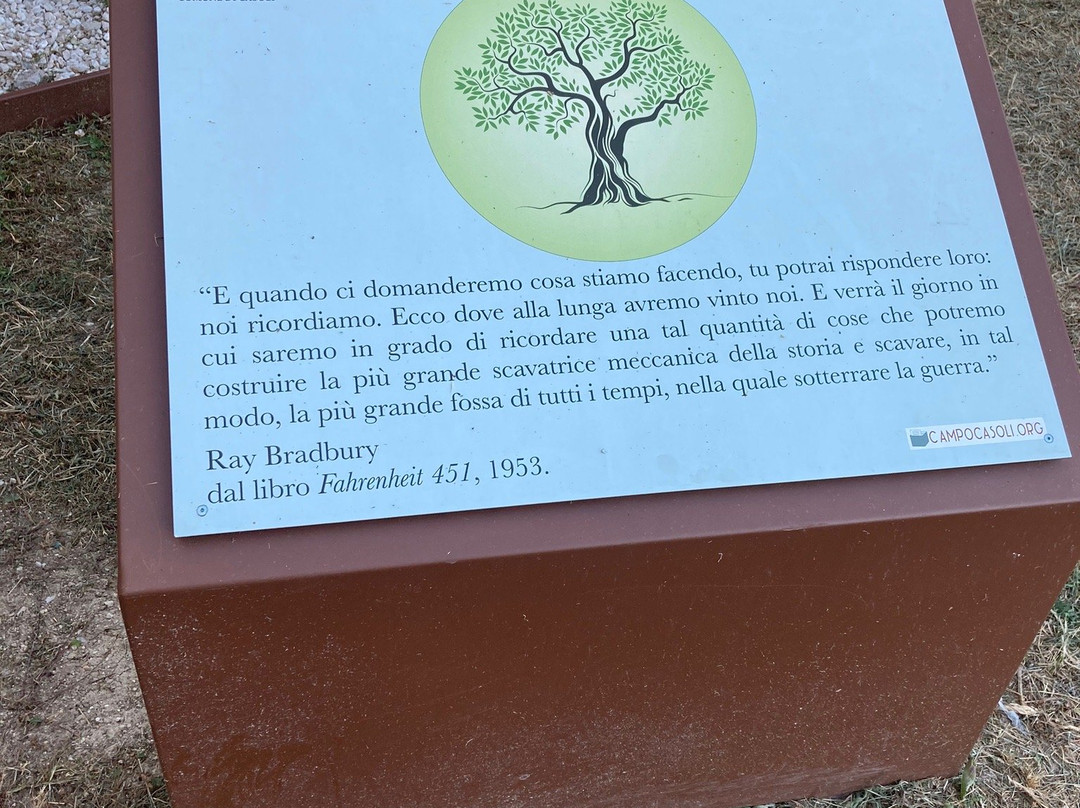 “E quando ci domanderemo cosa stiamo facendo, tu potrai rispondere loro:
noi ricordiamo. Ecco dove alla lunga avremo vinto noi. E verrà il giorno in
cui saremo in grado di ricordare una tal quantità di cose che potremo
costruire la più grande scavatrice meccanica della storia e scavare, in tal
modo, la più grande fossa di tutti i tempi, nella quale sotterrare la guerra.”
Ray Bradbury
dal libro Fahrenheit 451, 1953.
CAMPOCASOLI.ORG